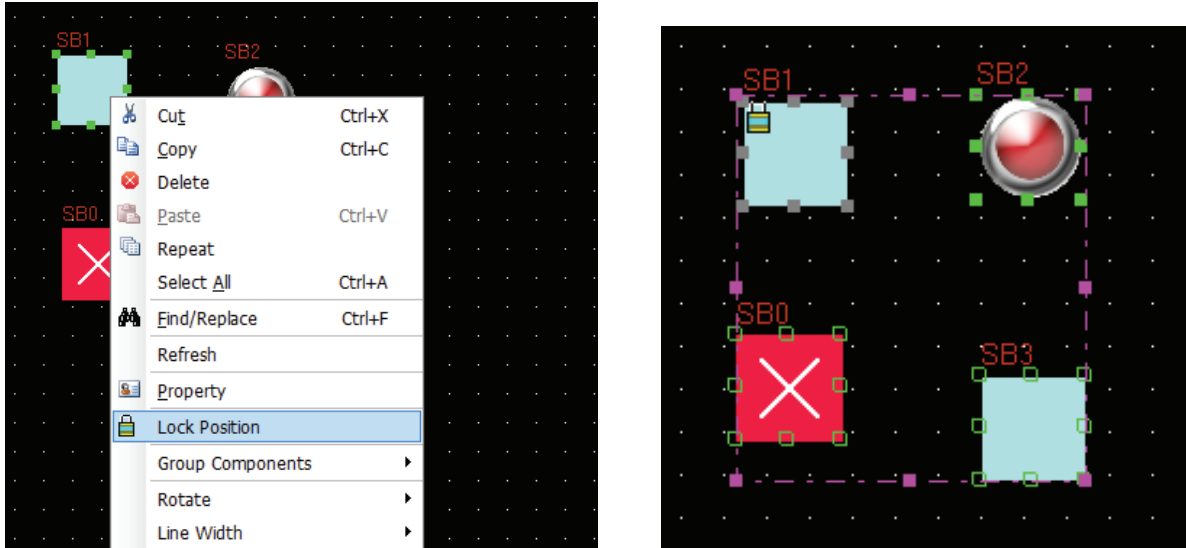 SB1
SB2
SB0
Cut Ctrl+X
Copy Ctrl+C
Delete
Paste Ctrl+V
Repeat
Select All Ctrl+A
Find/Replace Ctrl+F
Refresh
Property
Lock Position
Group Components
Rotate
Line Width
SB1
SB2
SB0
SB3